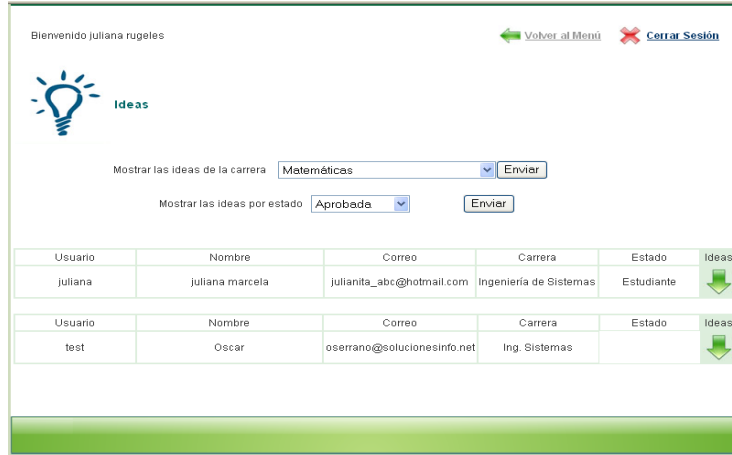 Bienvenido juliana rugeles Volver al Menú Cerrar Sesión
Ideas
Mostrar las ideas de la carrera Matemáticas Enviar
Mostrar las ideas por estado Aprobada Enviar
Usuario Nombre Correo Carrera Estado Ideas
juliana juliana marcela julianita_abc@hotmail.com Ingeniería de Sistemas Estudiante
Usuario Nombre Correo Carrera Estado Ideas
test Oscar oserrano@solucionesinfo.net Ing. Sistemas